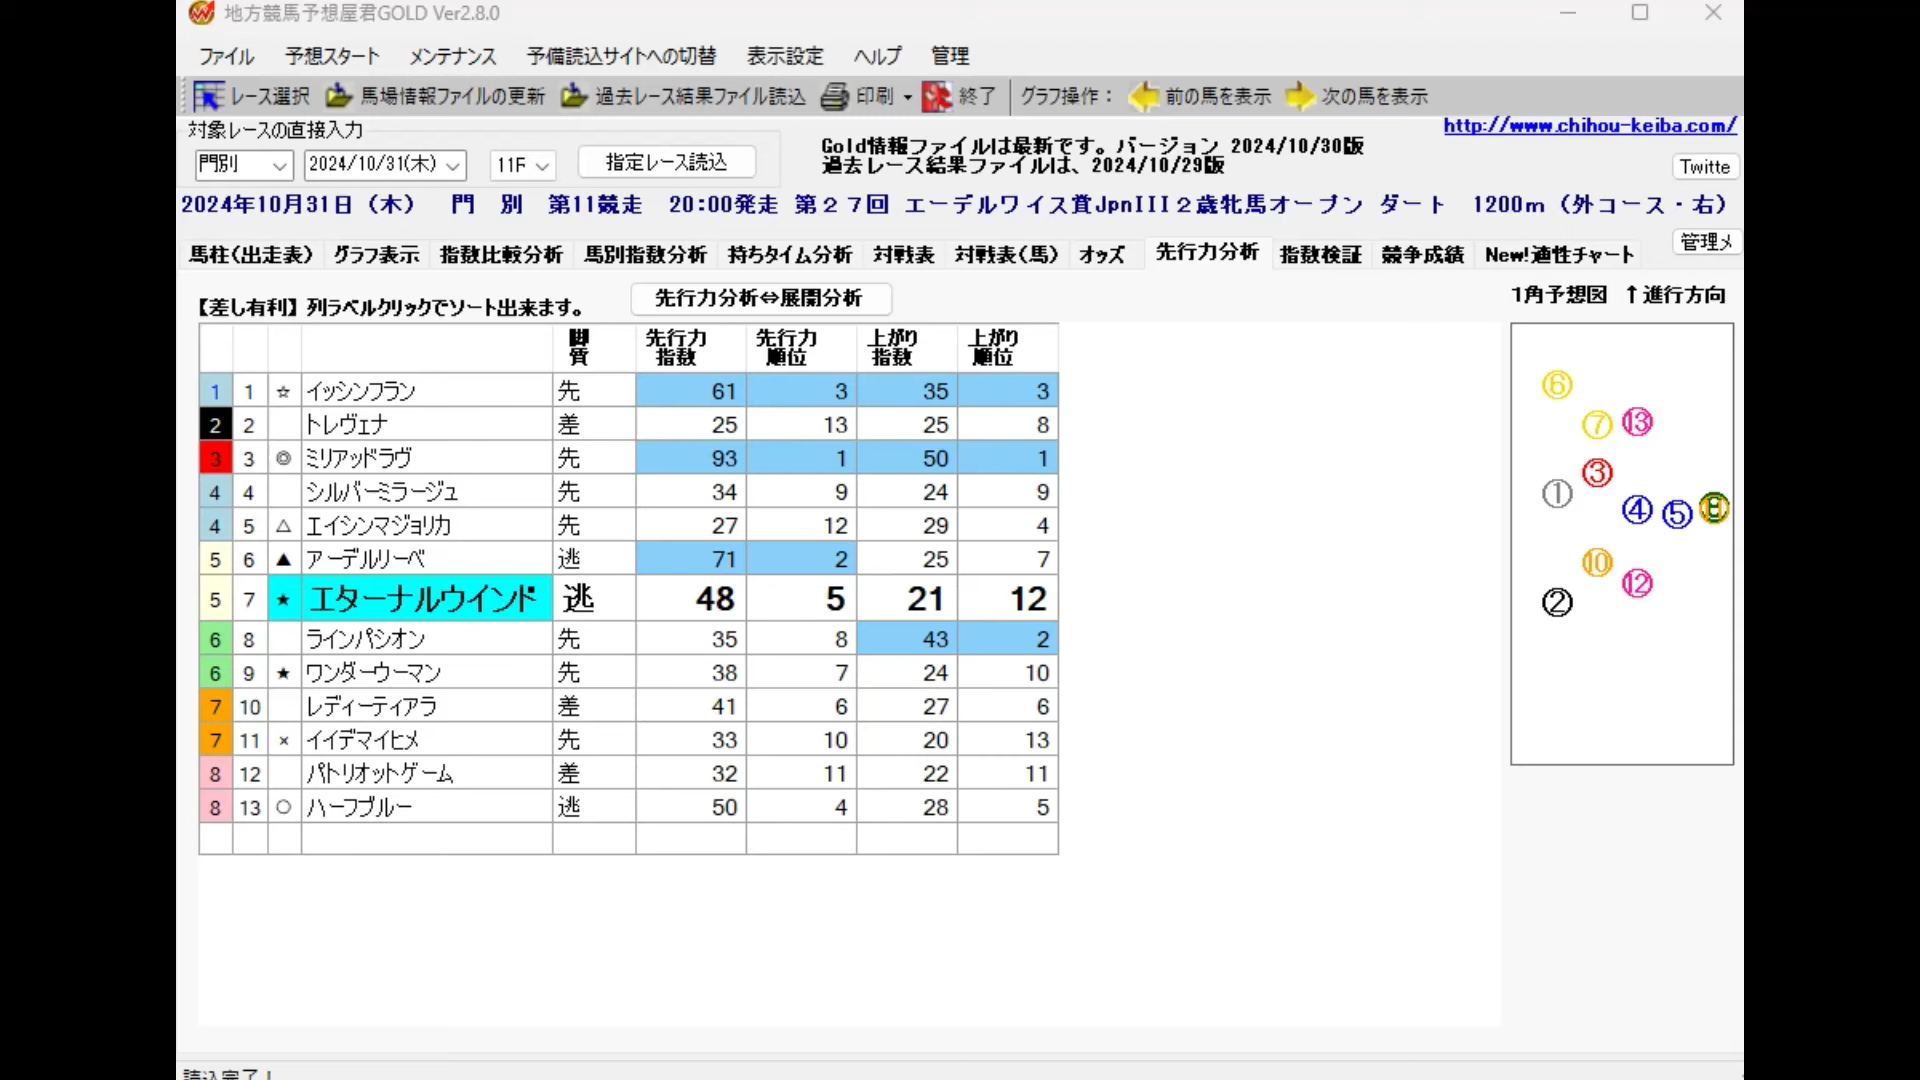 地方競馬予想屋君GOLD Ver2.8.0
ファイル 予想スタート メンテナンス 予備読込サイトへの切替 表示設定 ヘルプ 管理
レース選択 馬場情報ファイルの更新 過去レース結果ファイル読込 印刷 終了 グラフ操作： 前の馬を表示 次の馬を表示
対象レースの直接入力
http://www.chihou-keiba.com/
門別 2024/10/31(木) 11R 指定レース読込
Gold情報ファイルは最新です。バージョン 2024/10/30版
過去レース結果ファイルは、2024/10/29版
Twitte
2024年10月31日（木） 門 別 第11競走 20:00発走 第２７回 エーデルワイス賞JpnIII２歳牝馬オープン ダート 1200m（外コース・右）
管理メ
馬柱(出走表) グラフ表示 指数比較分析 馬別指数分析 持ちタイム分析 対戦表 対戦表(馬) オッズ 先行力分析 指数検証 競争成績 New!適性チャート
【差し有利】列ラベルクリックでソート出来ます。 先行力分析⇔展開分析
1角予想図 ↑進行方向
脚質 先行力指数 先行力順位 上がり指数 上がり順位
1 1 ☆ イッシンフラン 先 61 3 35 3
2 2 トレヴェナ 差 25 13 25 8
3 3 ◎ ミリアッドラヴ 先 93 1 50 1
4 4 シルバーミラージュ 先 34 9 24 9
4 5 △ エイシンマジョリカ 先 27 12 29 4
5 6 ▲ アーデルリーベ 逃 71 2 25 7
5 7 ★ エターナルウインド 逃 48 5 21 12
6 8 ラインパシオン 先 35 8 43 2
6 9 ★ ワンダーウーマン 先 38 7 24 10
7 10 レディーティアラ 差 41 6 27 6
7 11 × イイデマイヒメ 先 33 10 20 13
8 12 パトリオットゲーム 差 32 11 22 11
8 13 ○ ハーフブルー 逃 50 4 28 5
⑥
⑦ ⑬
③
①
④ ⑤
⑩
⑫
②
読込完了！